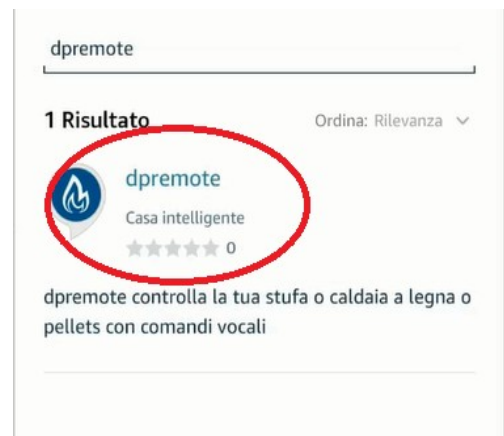 dpremote
1 Risultato
Ordina: Rilevanza
dpremote
Casa intelligente
0
dpremote controlla la tua stufa o caldaia a legna o
pellets con comandi vocali